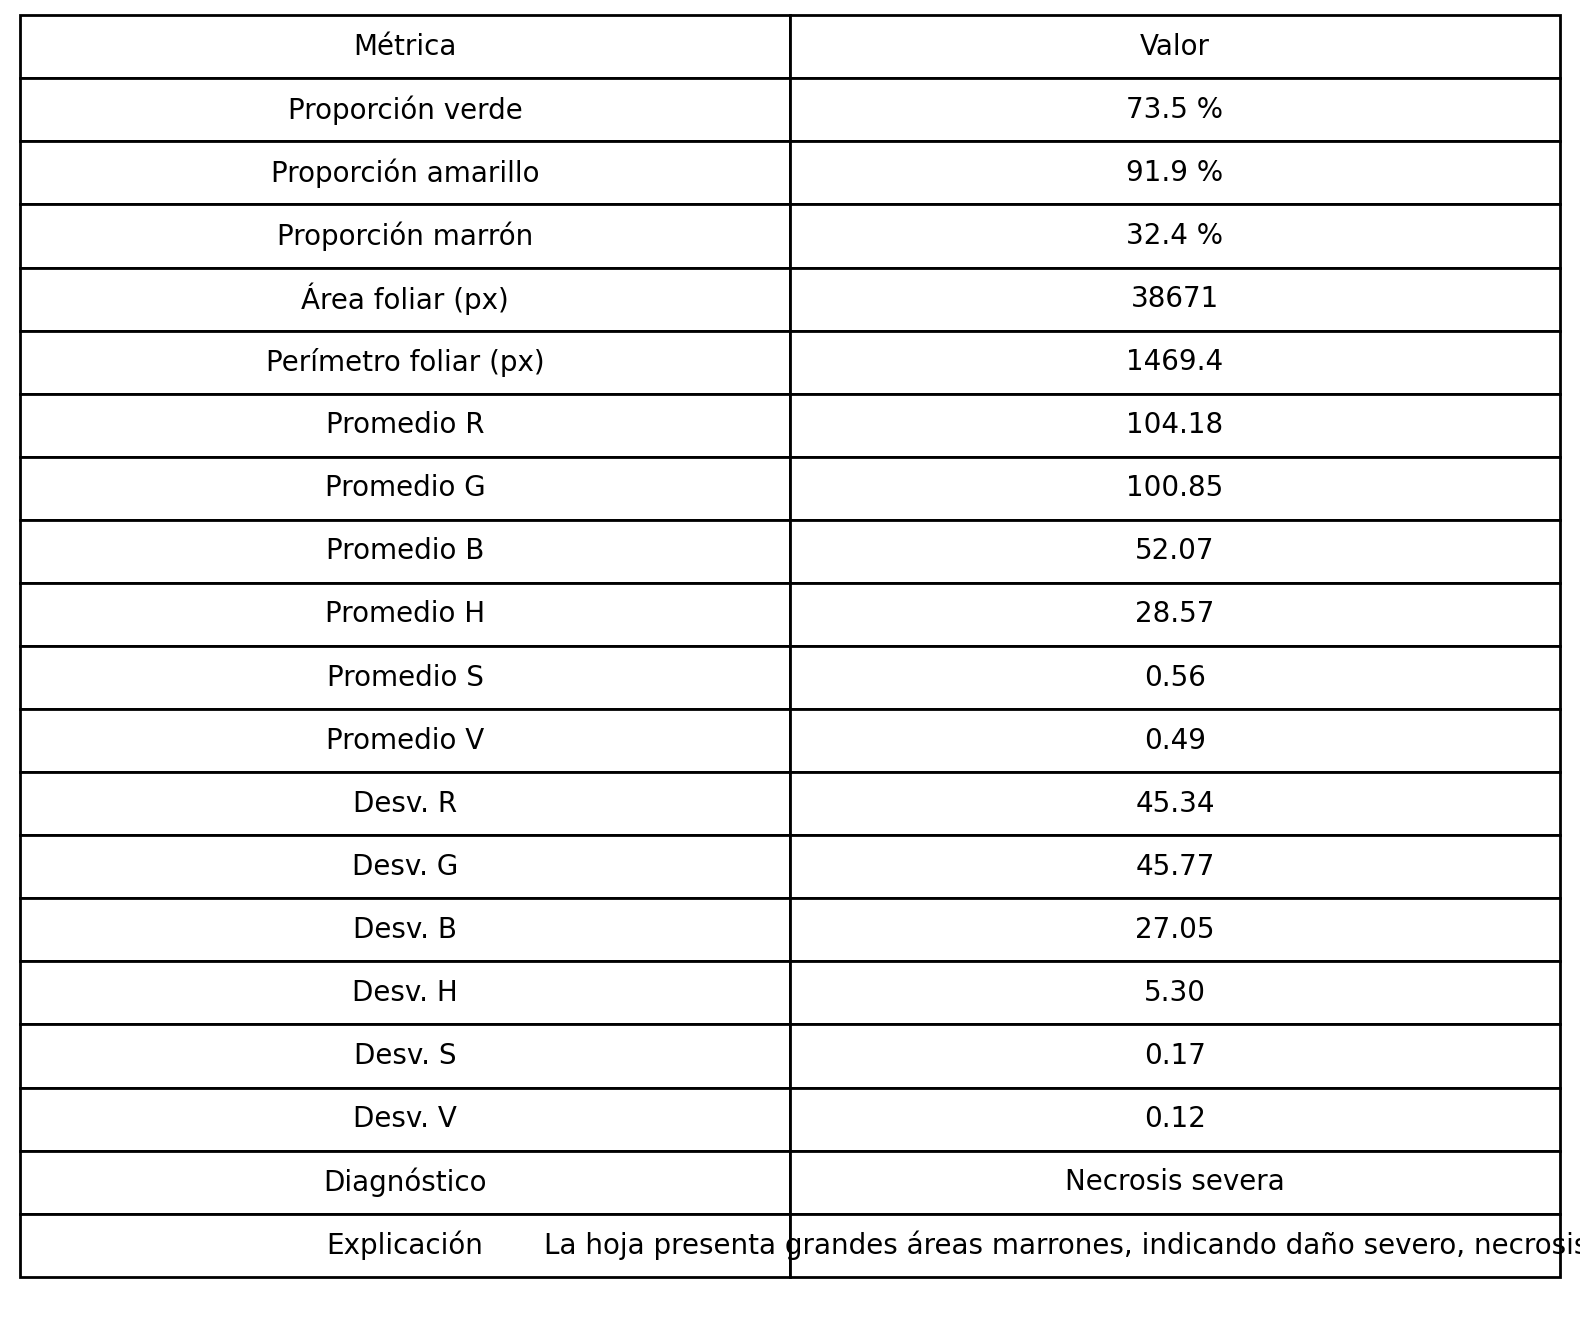 Métrica Valor
Proporción verde 73.5 %
Proporción amarillo 91.9 %
Proporción marrón 32.4 %
Área foliar (px) 38671
Perímetro foliar (px) 1469.4
Promedio R 104.18
Promedio G 100.85
Promedio B 52.07
Promedio H 28.57
Promedio S 0.56
Promedio V 0.49
Desv. R 45.34
Desv. G 45.77
Desv. B 27.05
Desv. H 5.30
Desv. S 0.17
Desv. V 0.12
Diagnóstico Necrosis severa
Explicación La hoja presenta grandes áreas marrones, indicando daño severo, necrosis